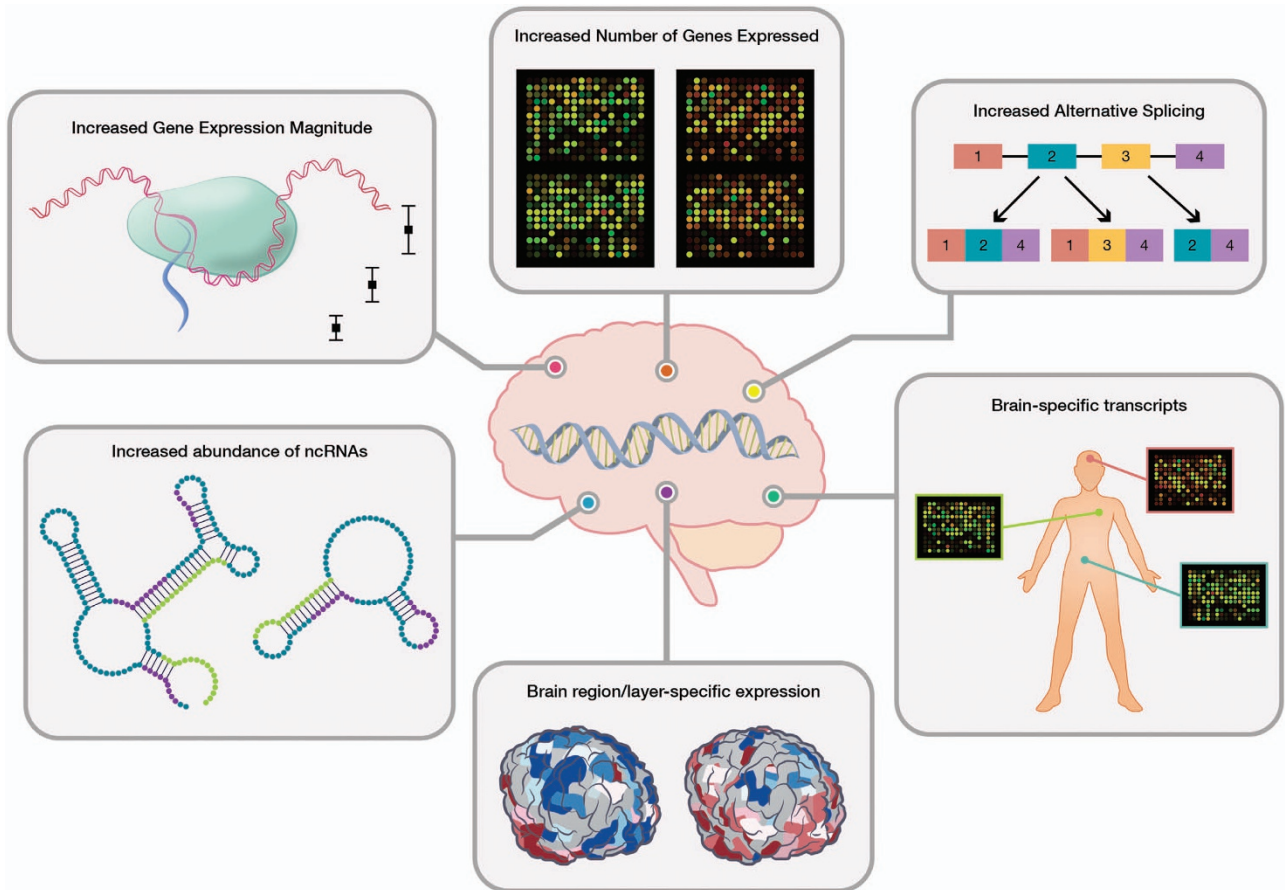 Increased Number of Genes Expressed
Increased Gene Expression Magnitude
Increased Alternative Splicing
1 2 3 4
1 2 4 1 3 4 2 4
Increased abundance of ncRNAs
Brain-specific transcripts
Brain region/layer-specific expression